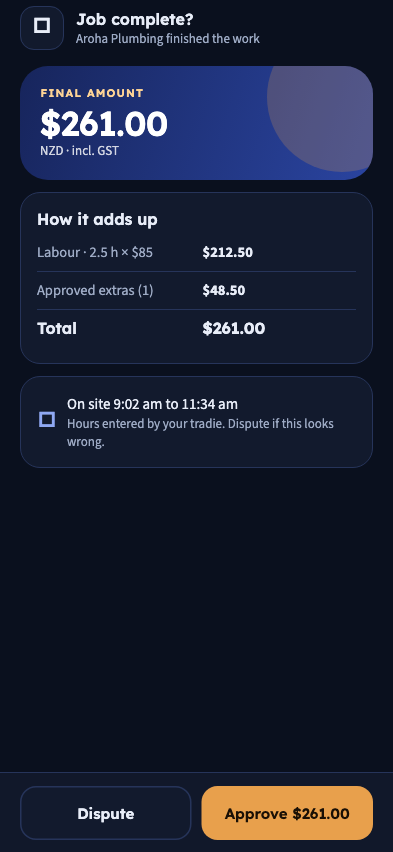 Job complete?
Aroha Plumbing finished the work
FINAL AMOUNT
$261.00
NZD · incl. GST
How it adds up
Labour · 2.5 h × $85 $212.50
Approved extras (1) $48.50
Total $261.00
On site 9:02 am to 11:34 am
Hours entered by your tradie. Dispute if this looks
wrong.
Dispute
Approve $261.00